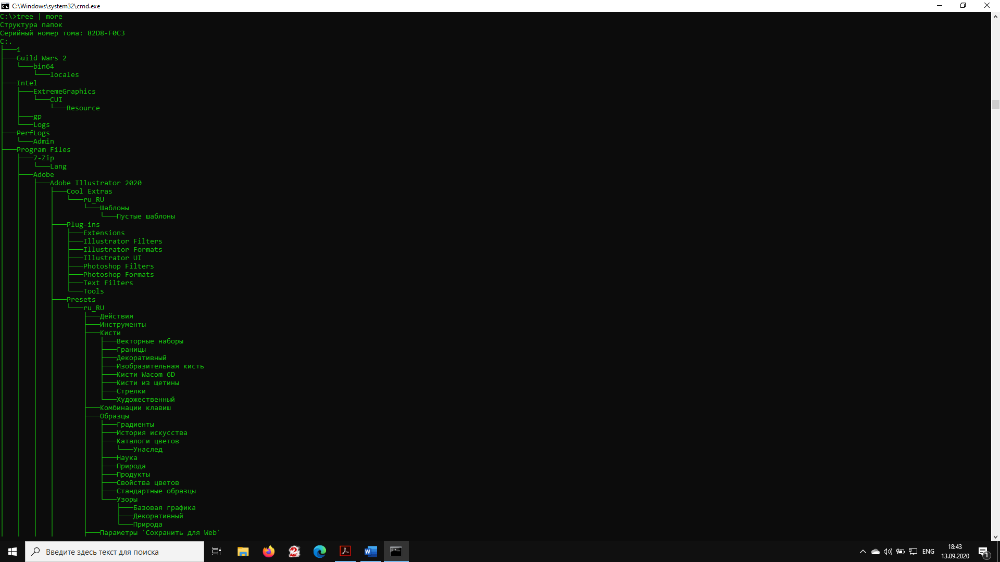 C:\Windows\system32\cmd.exe
C:\>tree | more
Структура папок
Серийный номер тома: 82D8-F0C3
C:.
├───1
├───Guild Wars 2
│   └───bin64
│       └───locales
├───Intel
│   ├───ExtremeGraphics
│   │   └───CUI
│   │       └───Resource
│   ├───gp
│   └───Logs
├───PerfLogs
│   └───Admin
├───Program Files
│   ├───7-Zip
│   │   └───Lang
│   ├───Adobe
│   │   ├───Adobe Illustrator 2020
│   │   │   ├───Cool Extras
│   │   │   │   └───ru_RU
│   │   │   │       └───Шаблоны
│   │   │   │           └───Пустые шаблоны
│   │   │   ├───Plug-ins
│   │   │   │   ├───Extensions
│   │   │   │   ├───Illustrator Filters
│   │   │   │   ├───Illustrator Formats
│   │   │   │   ├───Illustrator UI
│   │   │   │   ├───Photoshop Filters
│   │   │   │   ├───Photoshop Formats
│   │   │   │   ├───Text Filters
│   │   │   │   └───Tools
│   │   │   ├───Presets
│   │   │   │   └───ru_RU
│   │   │   │       ├───Действия
│   │   │   │       ├───Инструменты
│   │   │   │       ├───Кисти
│   │   │   │       │   ├───Векторные наборы
│   │   │   │       │   ├───Границы
│   │   │   │       │   ├───Декоративный
│   │   │   │       │   ├───Изобразительная кисть
│   │   │   │       │   ├───Кисти Wacom 6D
│   │   │   │       │   ├───Кисти из щетины
│   │   │   │       │   ├───Стрелки
│   │   │   │       │   └───Художественный
│   │   │   │       ├───Комбинации клавиш
│   │   │   │       ├───Образцы
│   │   │   │       │   ├───Градиенты
│   │   │   │       │   ├───История искусства
│   │   │   │       │   ├───Каталоги цветов
│   │   │   │       │   │   └───Унаслед
│   │   │   │       │   ├───Наука
│   │   │   │       │   ├───Природа
│   │   │   │       │   ├───Продукты
│   │   │   │       │   ├───Свойства цветов
│   │   │   │       │   ├───Стандартные образцы
│   │   │   │       │   └───Узоры
│   │   │   │       │       ├───Базовая графика
│   │   │   │       │       ├───Декоративный
│   │   │   │       │       └───Природа
│   │   │   │       ├───Параметры 'Сохранить для Web'
Введите здесь текст для поиска
ENG
18:43
13.09.2020
1